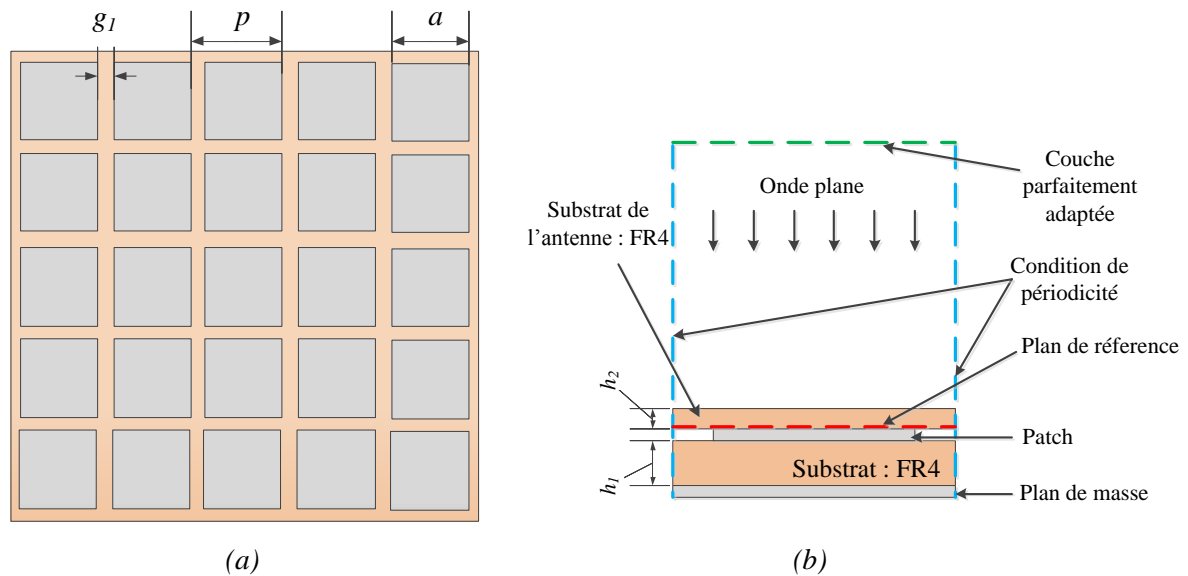 g1
p
a
Couche
parfaitement
adaptée
Onde plane
Substrat de
l'antenne : FR4
Condition de
périodicité
Plan de réference
h2
Patch
h1
Substrat : FR4
Plan de masse
(a)
(b)